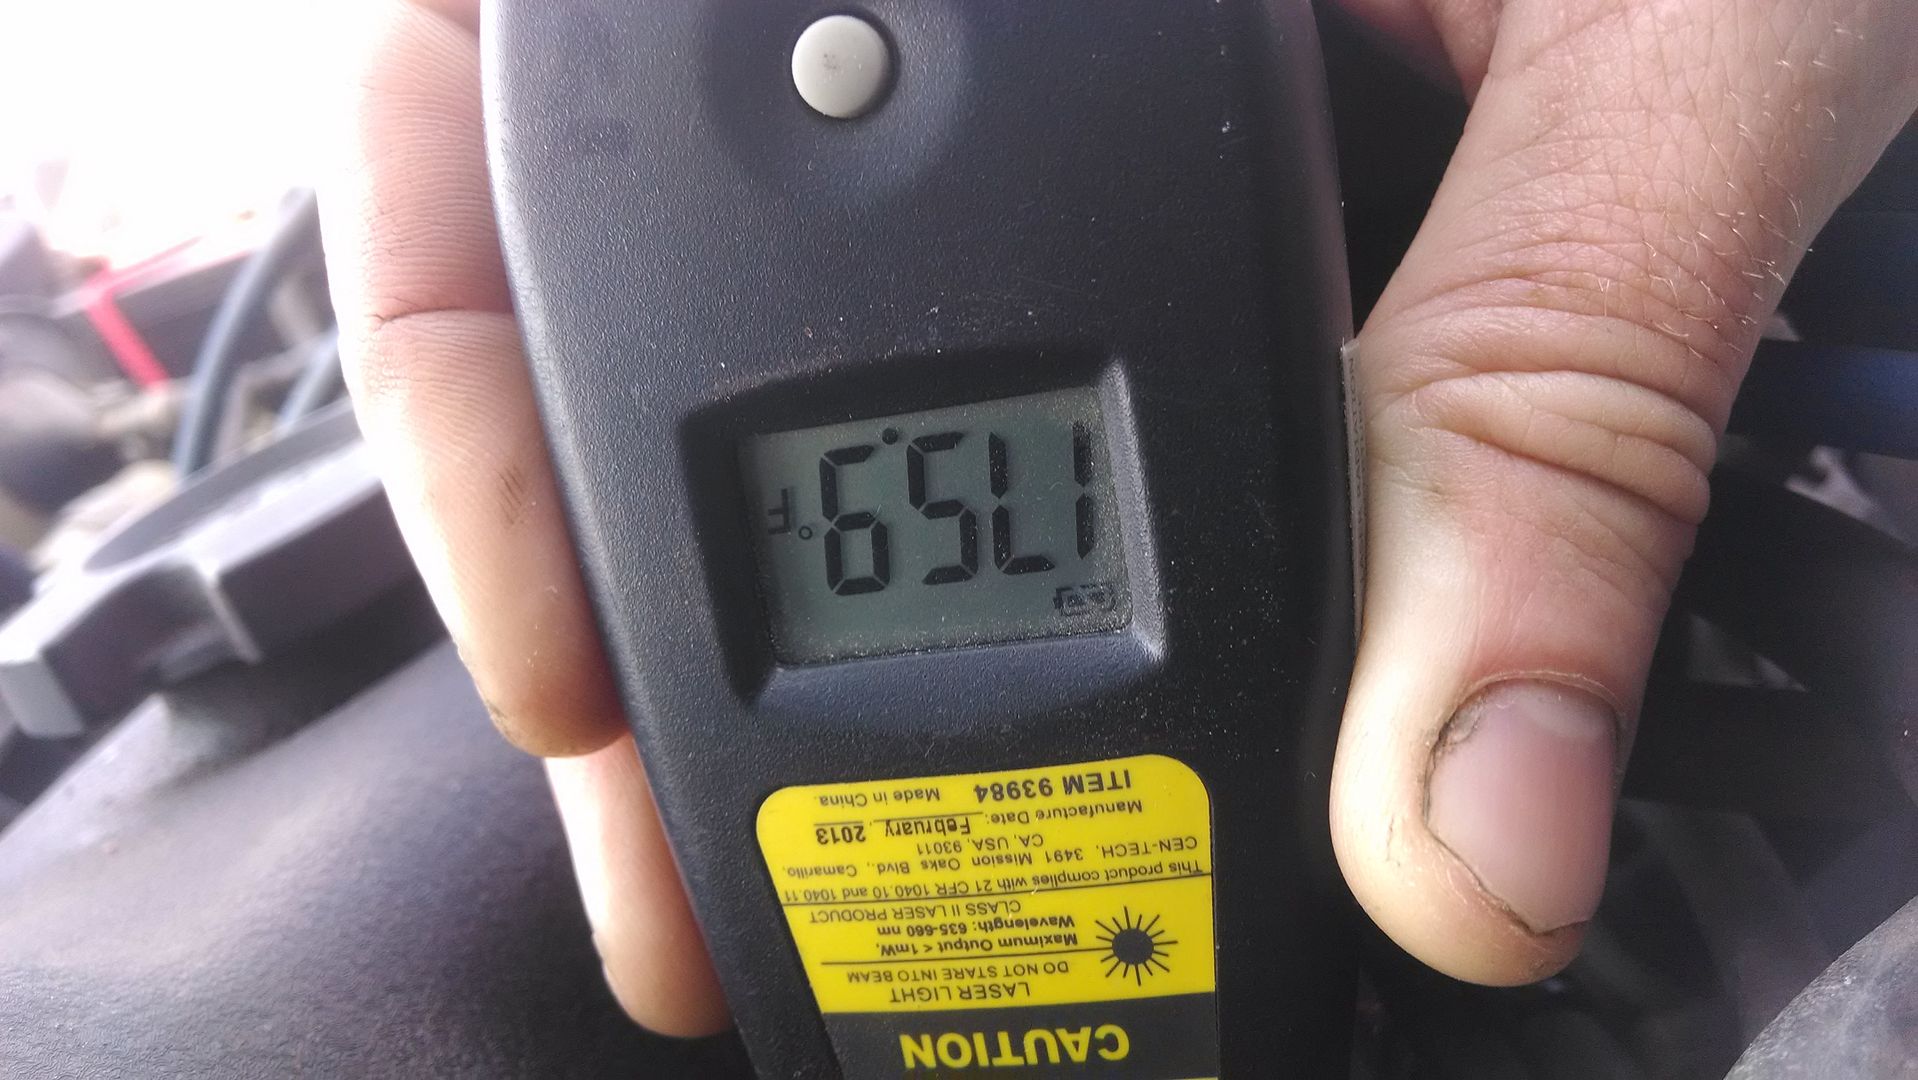 CAUTION
LASER LIGHT
DO NOT STARE INTO BEAM
Maximum Output < 1mW,
Wavelength: 635-660 nm
CLASS II LASER PRODUCT
This product complies with 21 CFR 1040.10 and 1040.11
CEN-TECH, 3491 Mission Oaks Blvd., Camarillo,
CA, USA, 93011
Manufacture Date: February, 2013
ITEM 93984 Made in China.
175.9 °F